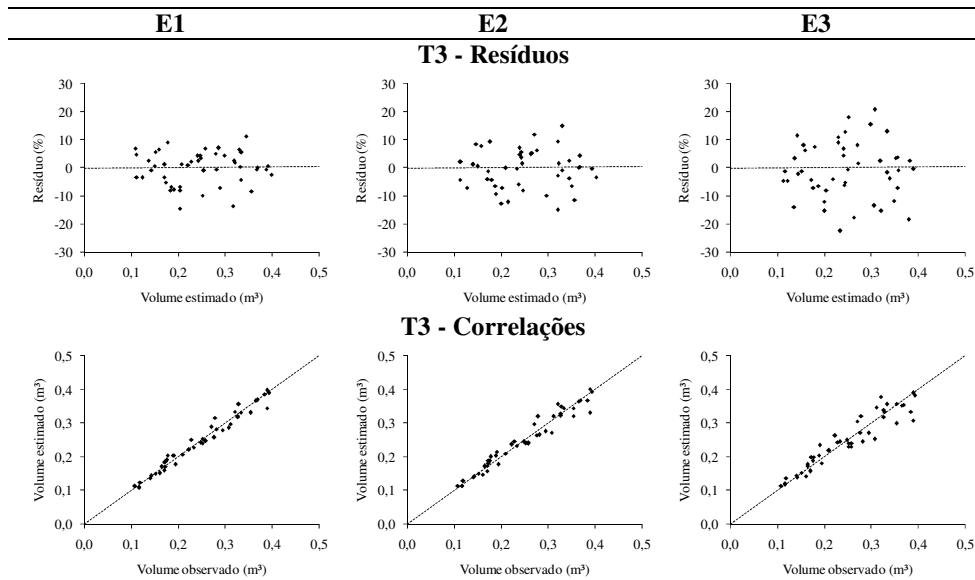 E1 E2 E3
T3 - Resíduos
Resíduo (%)
30
20
10
0
-10
-20
-30
0,0 0,1 0,2 0,3 0,4 0,5
Volume estimado (m³)
Resíduo (%)
30
20
10
0
-10
-20
-30
0,0 0,1 0,2 0,3 0,4 0,5
Volume estimado (m³)
Resíduo (%)
30
20
10
0
-10
-20
-30
0,0 0,1 0,2 0,3 0,4 0,5
Volume estimado (m³)
T3 - Correlações
Volume estimado (m³)
0,5
0,4
0,3
0,2
0,1
0,0
0,0 0,1 0,2 0,3 0,4 0,5
Volume observado (m³)
Volume estimado (m³)
0,5
0,4
0,3
0,2
0,1
0,0
0,0 0,1 0,2 0,3 0,4 0,5
Volume observado (m³)
Volume estimado (m³)
0,5
0,4
0,3
0,2
0,1
0,0
0,0 0,1 0,2 0,3 0,4 0,5
Volume observado (m³)